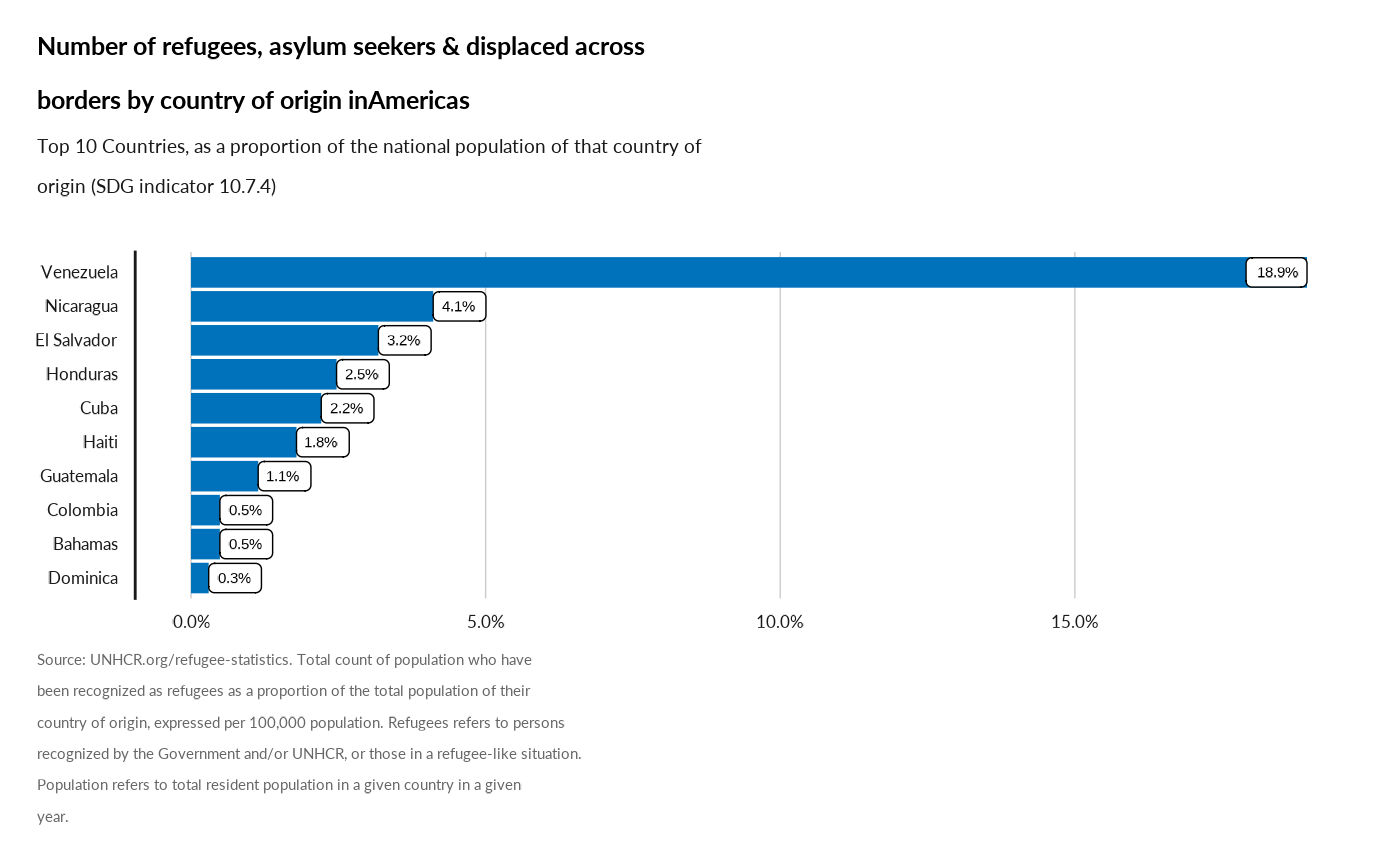 Number of refugees, asylum seekers & displaced across
borders by country of origin inAmericas
Top 10 Countries, as a proportion of the national population of that country of
origin (SDG indicator 10.7.4)
Venezuela 18.9%
Nicaragua 4.1%
El Salvador 3.2%
Honduras 2.5%
Cuba 2.2%
Haiti 1.8%
Guatemala 1.1%
Colombia 0.5%
Bahamas 0.5%
Dominica 0.3%
0.0% 5.0% 10.0% 15.0%
Source: UNHCR.org/refugee-statistics. Total count of population who have
been recognized as refugees as a proportion of the total population of their
country of origin, expressed per 100,000 population. Refugees refers to persons
recognized by the Government and/or UNHCR, or those in a refugee-like situation.
Population refers to total resident population in a given country in a given
year.